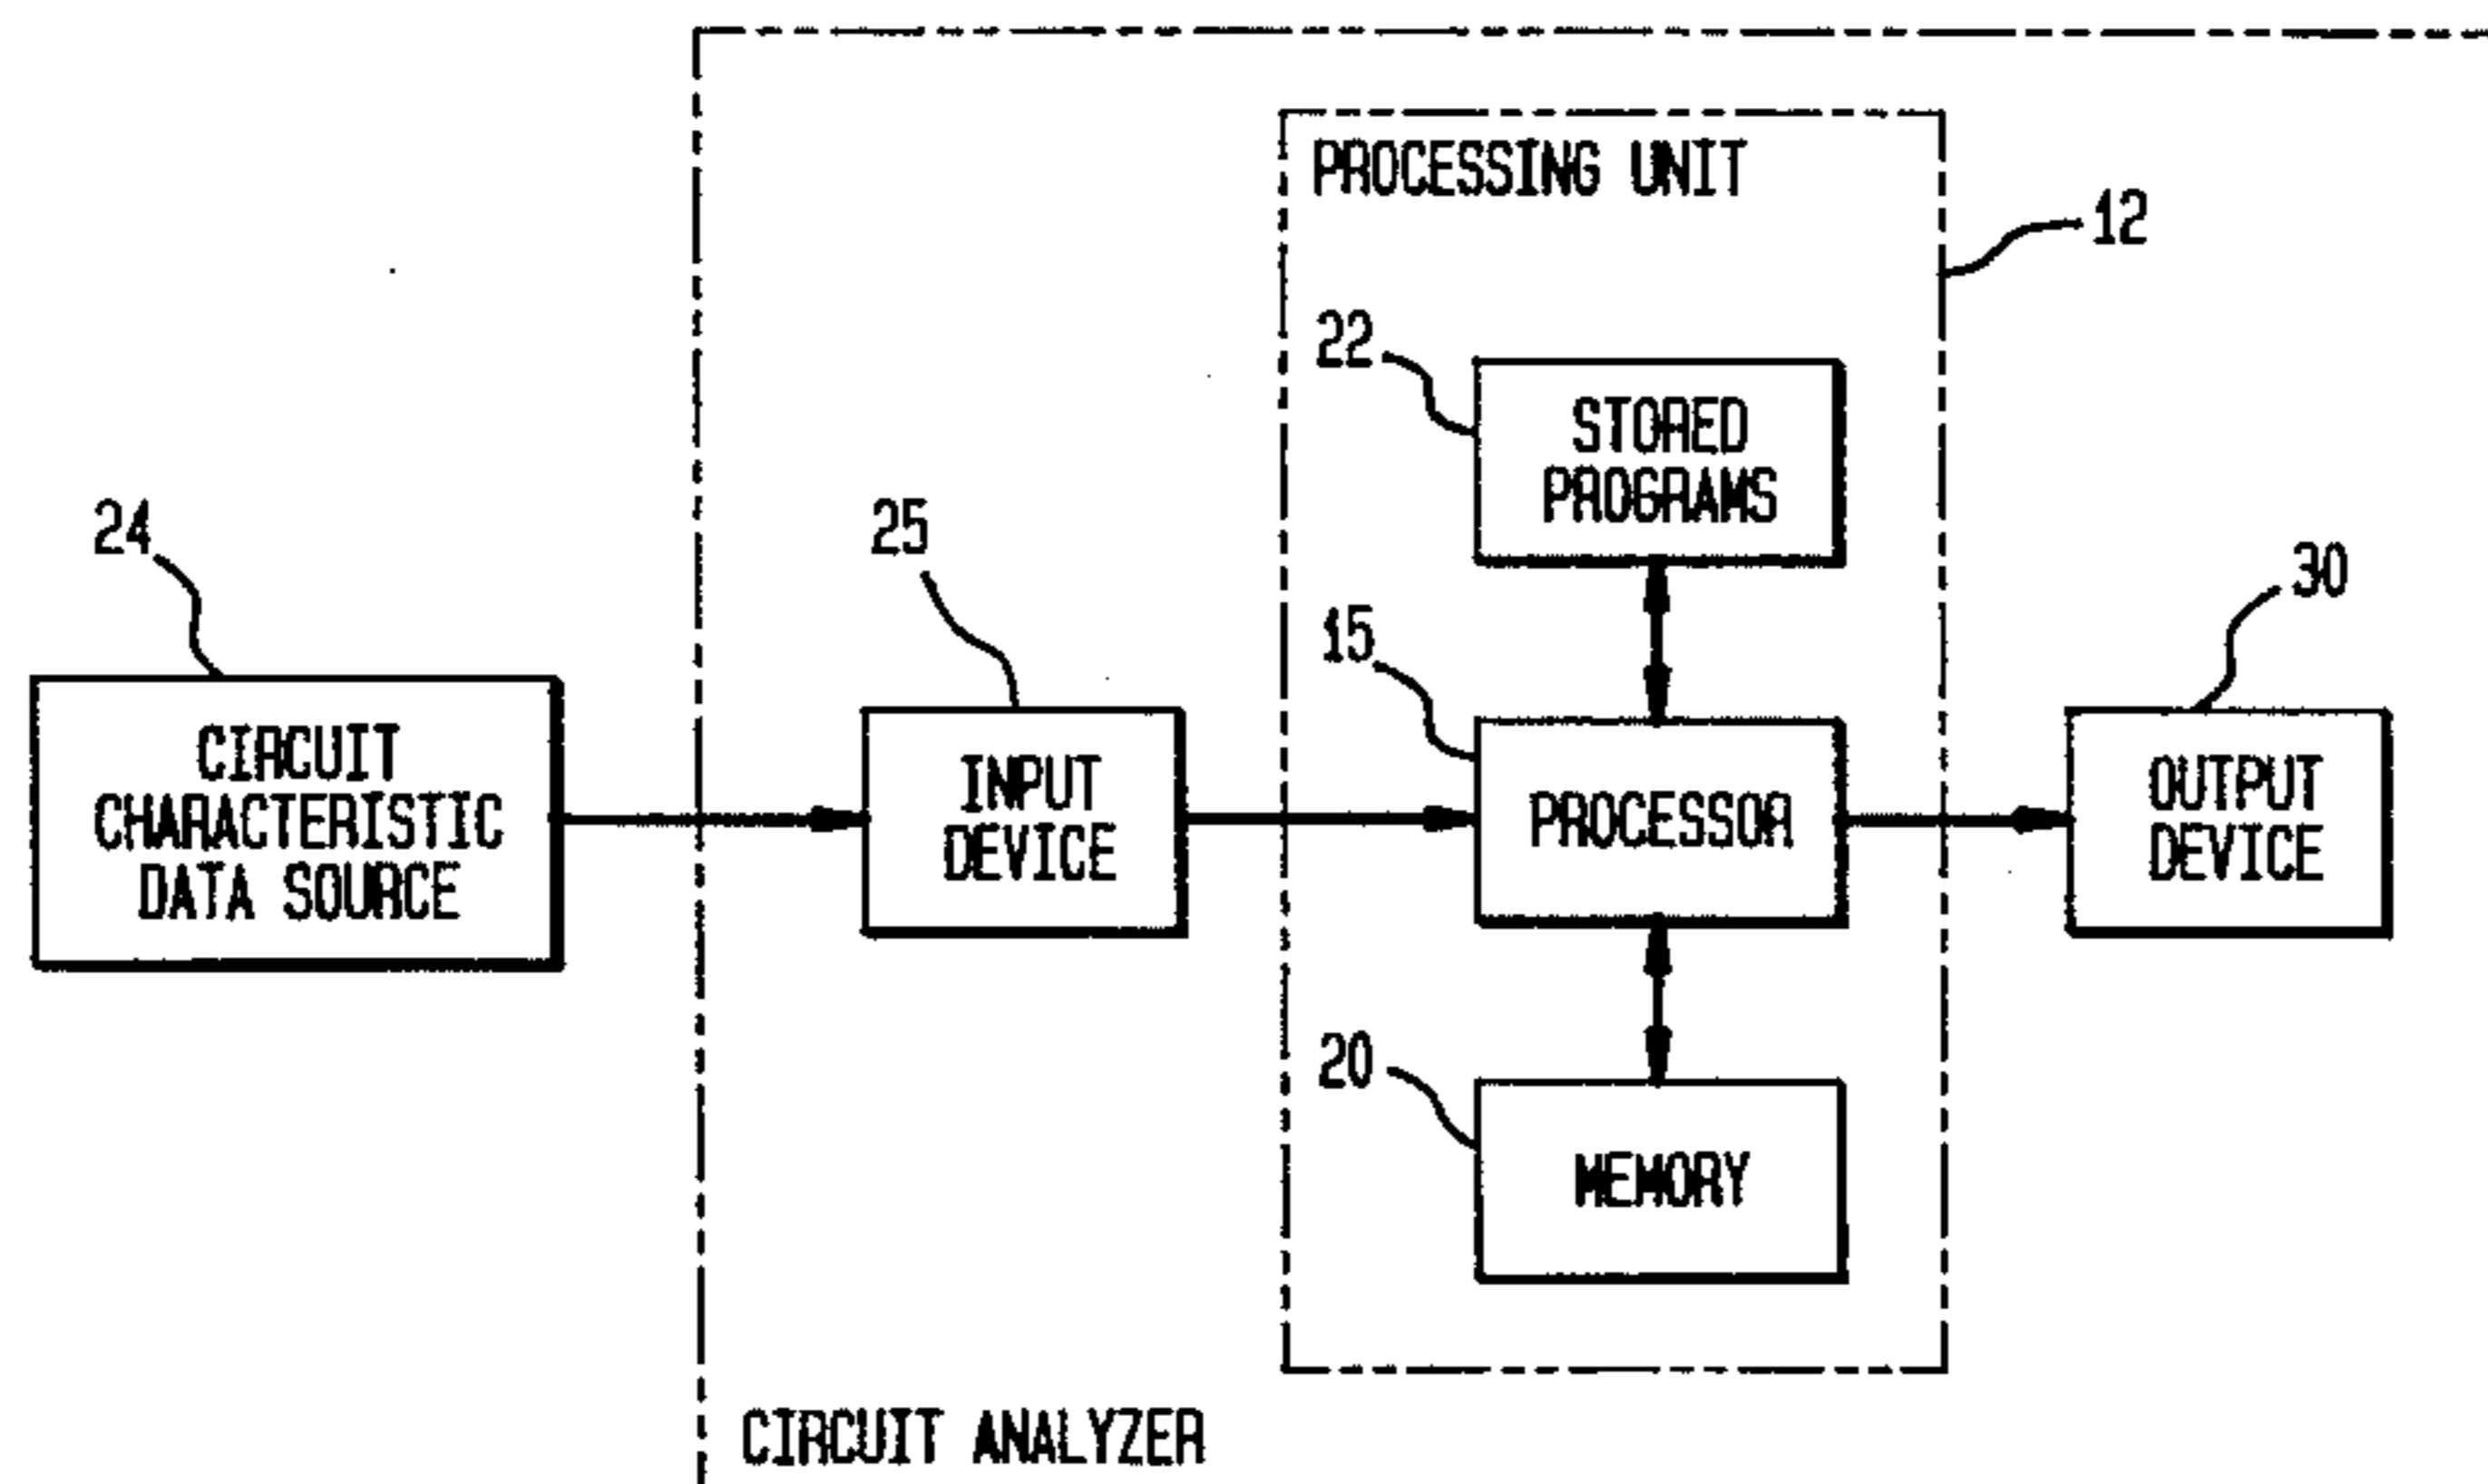 PROCESSING UNIT
12
22
STORED
PROGRAMS
24
25
15
30
CIRCUIT
CHARACTERISTIC
DATA SOURCE
INPUT
DEVICE
PROCESSOR
OUTPUT
DEVICE
20
MEMORY
CIRCUIT ANALYZER